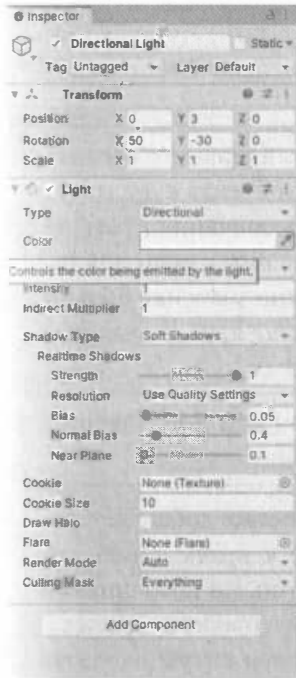 Inspector
Directional Light Static
Tag Untagged Layer Default
Transform
Position X 0 Y 3 Z 0
Rotation X 50 Y -30 Z 0
Scale X 1 Y 1 Z 1
Light
Type Directional
Color
Controls the color being emitted by the light.
Intensity 1
Indirect Multiplier 1
Shadow Type Soft Shadows
Realtime Shadows
Strength 1
Resolution Use Quality Settings
Bias 0.05
Normal Bias 0.4
Near Plane 0.1
Cookie None (Texture)
Cookie Size 10
Draw Halo
Flare None (Flare)
Render Mode Auto
Culling Mask Everything
Add Component